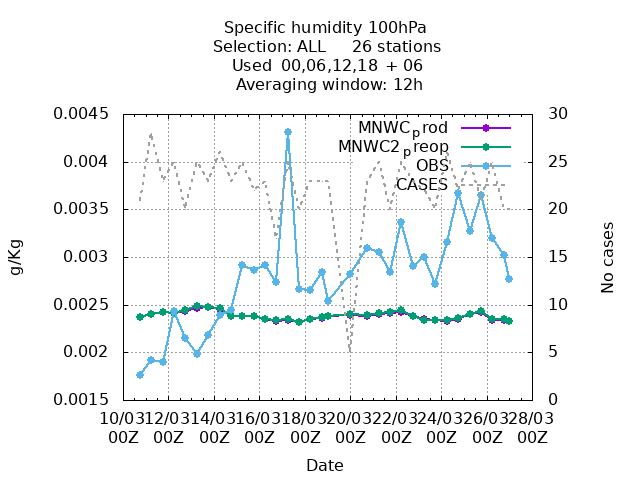 Specific humidity 100hPa
Selection: ALL 26 stations
Used 00,06,12,18 + 06
Averaging window: 12h
0.0045 30
MNWCprod
MNWC2preop
0.004 OBS 25
CASES
0.0035 20
0.003 15
0.0025 10
0.002 5
0.0015 0
g/Kg
No cases
10/03 12/03 14/03 16/03 18/03 20/03 22/03 24/03 26/03 28/03
00Z 00Z 00Z 00Z 00Z 00Z 00Z 00Z 00Z 00Z
Date